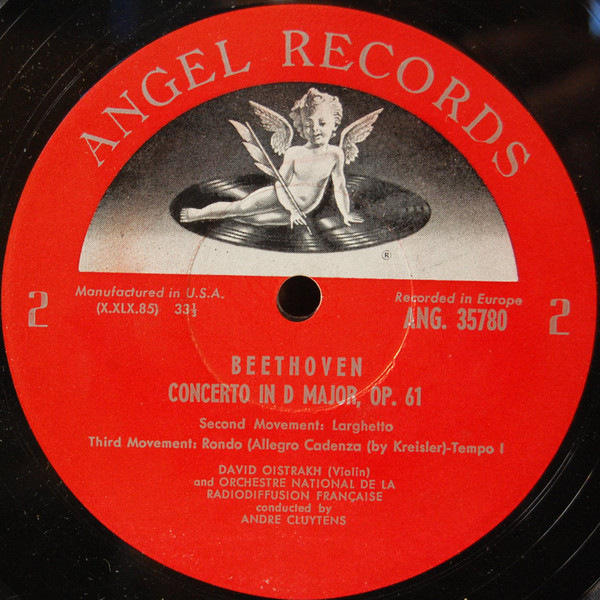 ANGEL RECORDS
®
2
Manufactured in U.S.A.
(X.XLX.85) 33⅓
Recorded in Europe
ANG. 35780
2
BEETHOVEN
CONCERTO IN D MAJOR, OP. 61
Second Movement: Larghetto
Third Movement: Rondo (Allegro Cadenza (by Kreisler)-Tempo I
DAVID OISTRAKH (Violin)
and ORCHESTRE NATIONAL DE LA
RADIODIFFUSION FRANÇAISE
conducted by
ANDRE CLUYTENS